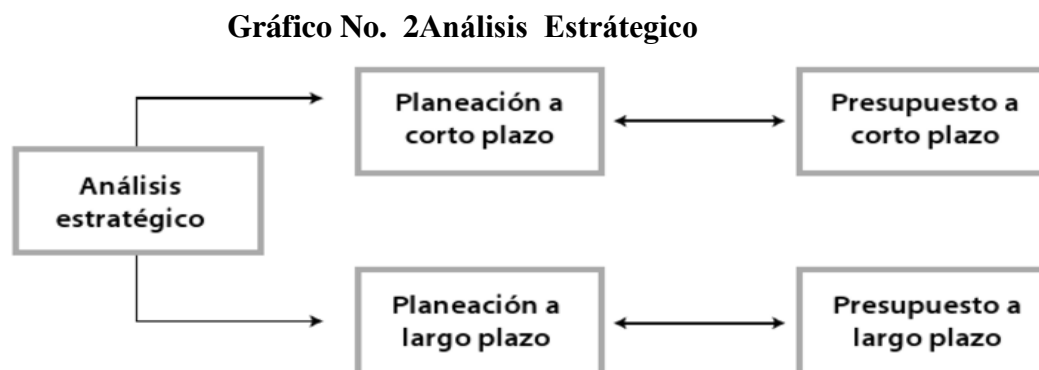 Gráfico No. 2Análisis Estrátegico
Planeación a
corto plazo
Presupuesto a
corto plazo
Análisis
estratégico
Planeación a
largo plazo
Presupuesto a
largo plazo